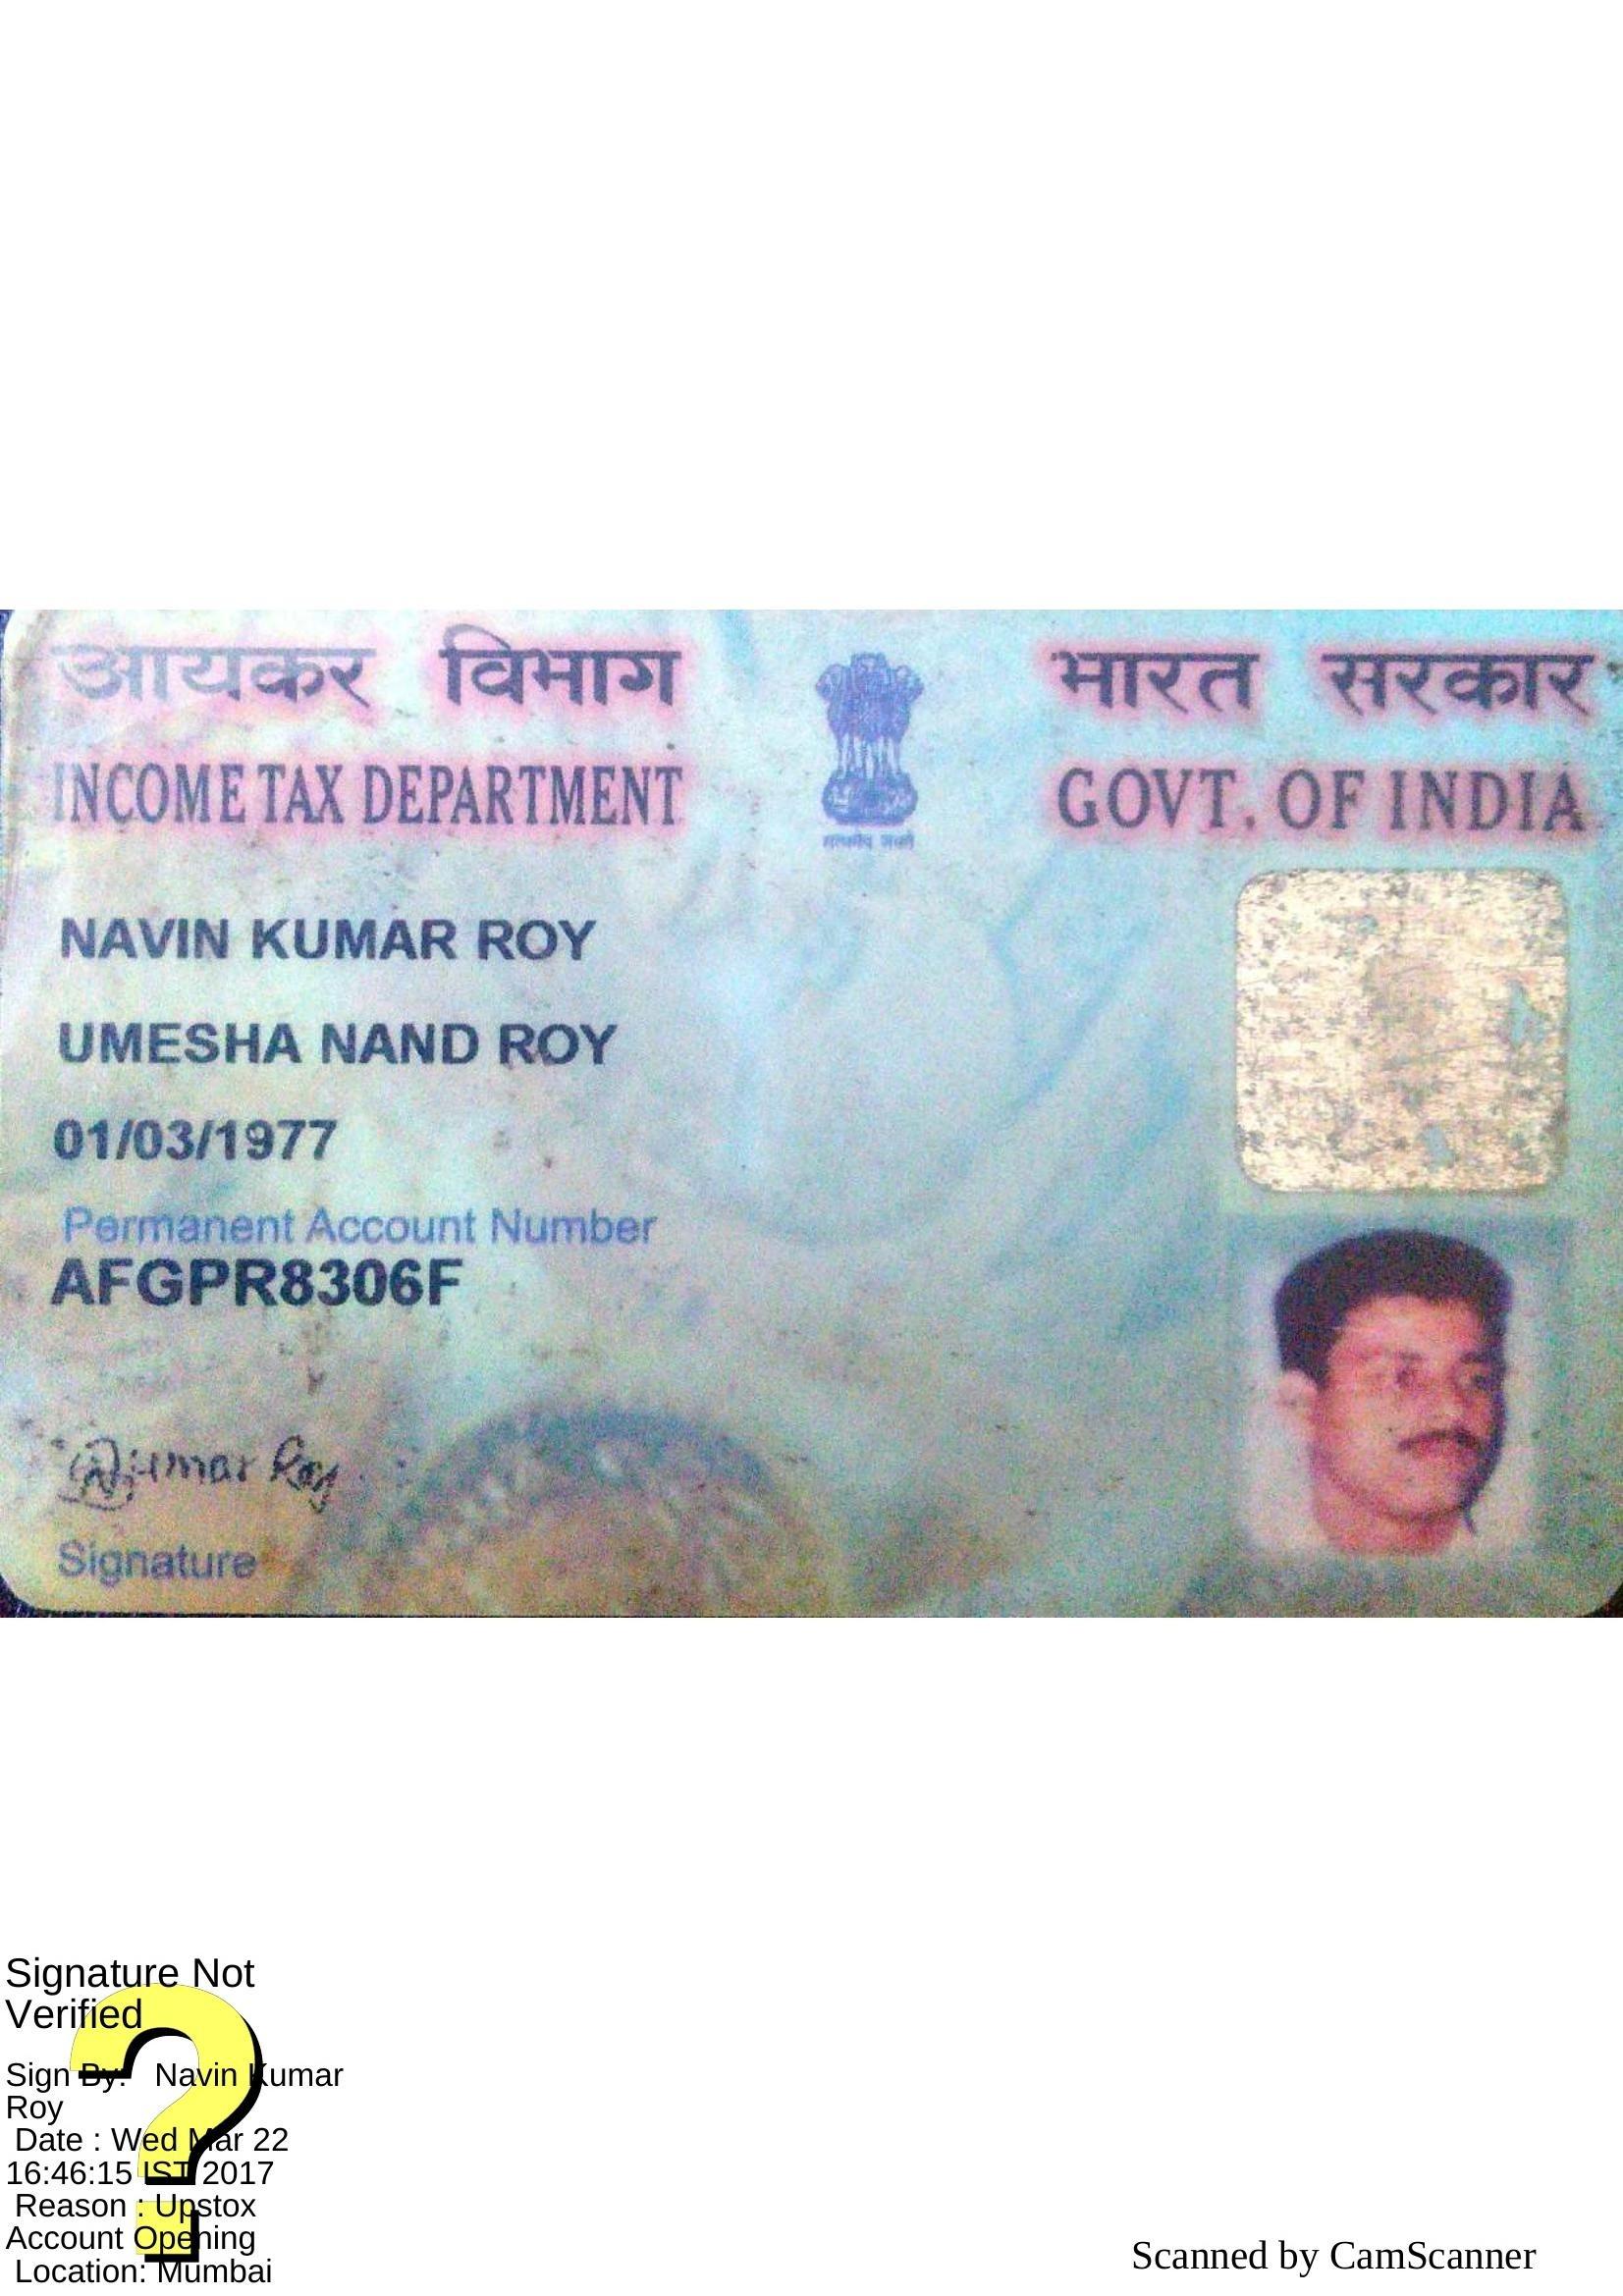 आयकर विभाग
INCOME TAX DEPARTMENT
भारत सरकार
GOVT. OF INDIA
सत्यमेव जयते
NAVIN KUMAR ROY
UMESHA NAND ROY
01/03/1977
Permanent Account Number
AFGPR8306F
Kumar Roy
Signature
Signature Not
Verified
Sign By: Navin Kumar
Roy
Date : Wed Mar 22
16:46:15 IST 2017
Reason : Upstox
Account Opening
Location: Mumbai
Scanned by CamScanner